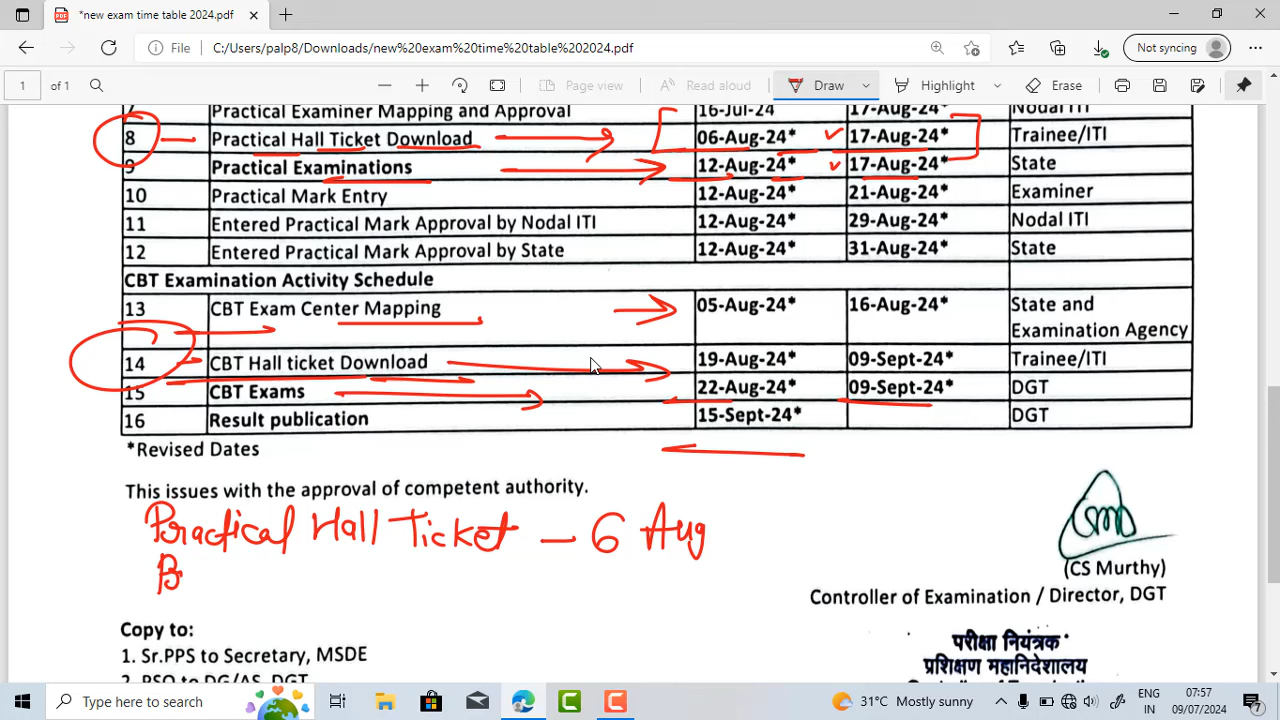 *new exam time table 2024.pdf
File C:/Users/palp8/Downloads/new%20exam%20time%20table%202024.pdf Not syncing
1 of 1 Page view Read aloud Draw Highlight Erase
7 Practical Examiner Mapping and Approval 16-Jul-24 17-Aug-24* Nodal ITI
8 Practical Hall Ticket Download 06-Aug-24* 17-Aug-24* Trainee/ITI
9 Practical Examinations 12-Aug-24* 17-Aug-24* State
10 Practical Mark Entry 12-Aug-24* 21-Aug-24* Examiner
11 Entered Practical Mark Approval by Nodal ITI 12-Aug-24* 29-Aug-24* Nodal ITI
12 Entered Practical Mark Approval by State 12-Aug-24* 31-Aug-24* State
CBT Examination Activity Schedule
13 CBT Exam Center Mapping 05-Aug-24* 16-Aug-24* State and
Examination Agency
14 CBT Hall ticket Download 19-Aug-24* 09-Sept-24* Trainee/ITI
15 CBT Exams 22-Aug-24* 09-Sept-24* DGT
16 Result publication 15-Sept-24* DGT
*Revised Dates
This issues with the approval of competent authority.
Practical Hall Ticket - 6 Aug
(CS Murthy)
Controller of Examination / Director, DGT
Copy to:
परीक्षा नियंत्रक
1. Sr.PPS to Secretary, MSDE
प्रशिक्षण महानिदेशालय
2. PSO to DG/AS, DGT
Type here to search 31°C Mostly sunny ENG 07:57
IN 09/07/2024 7